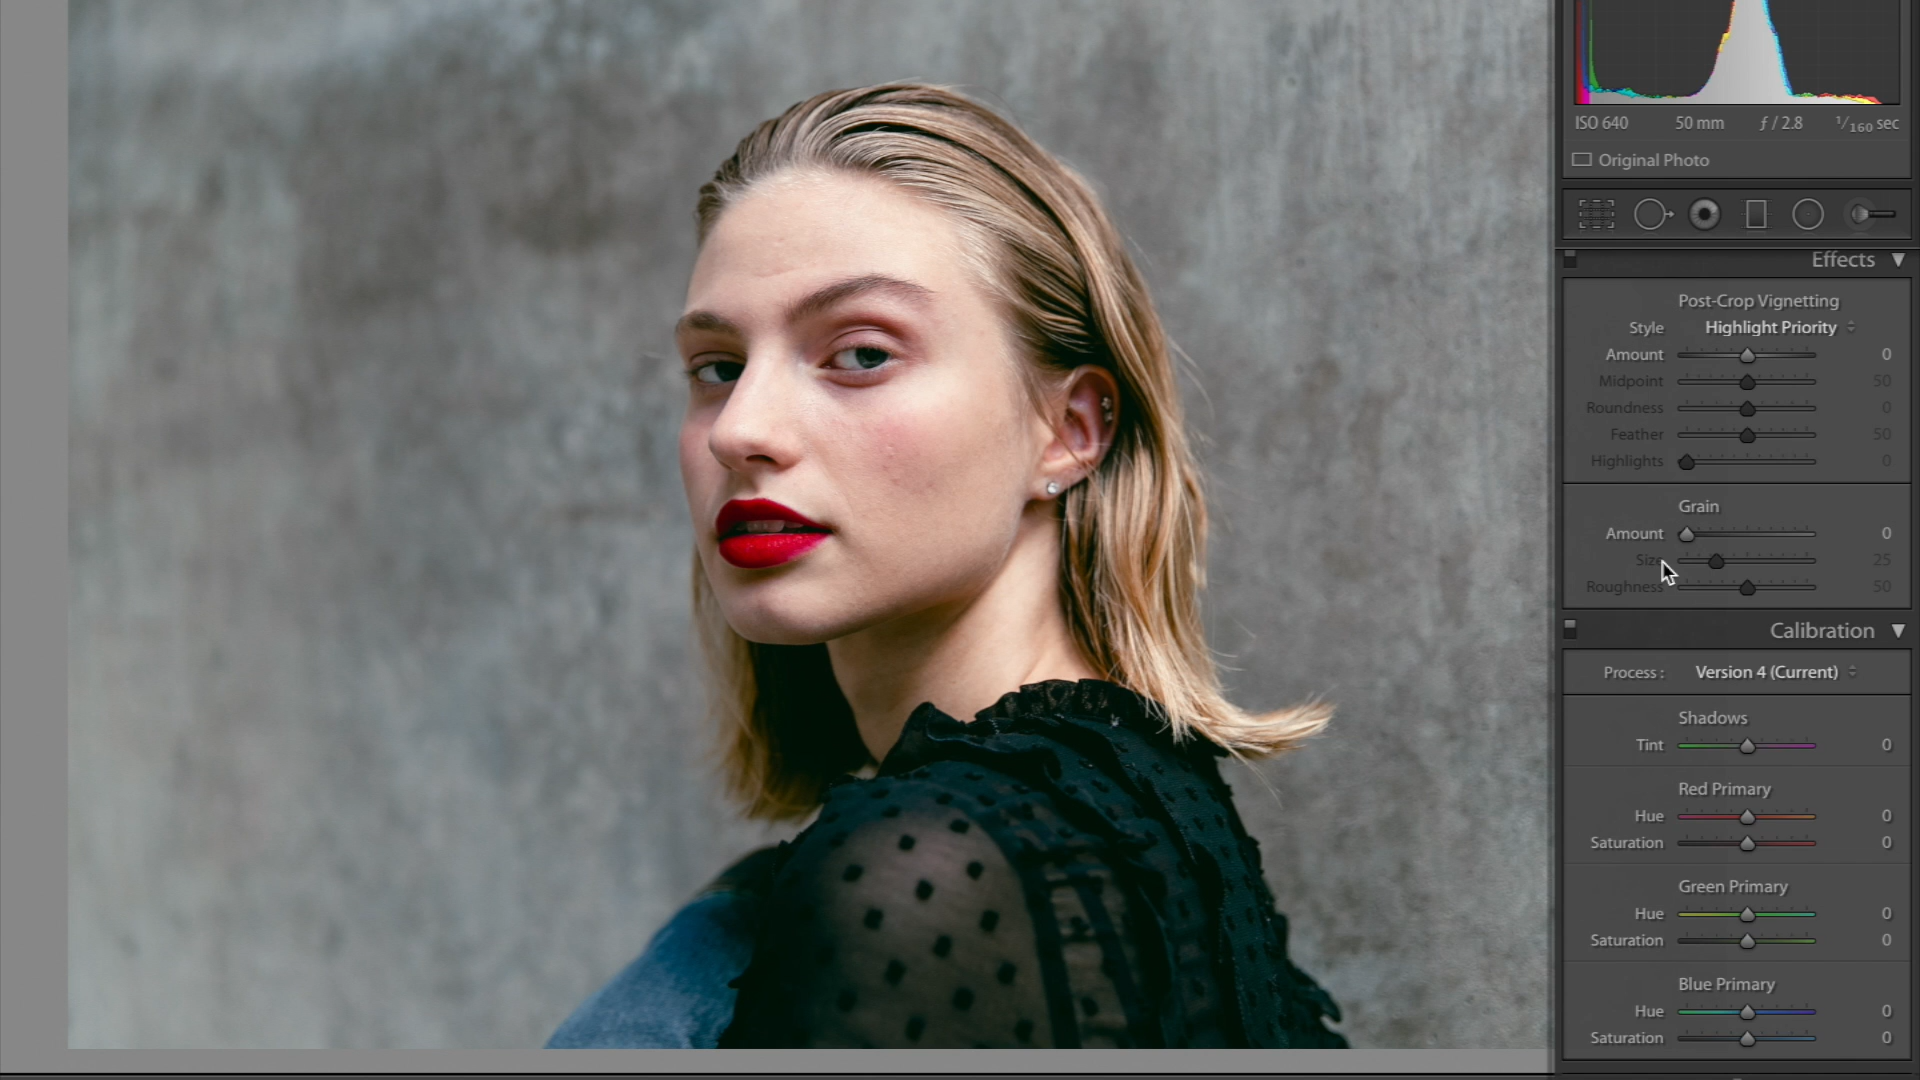 ISO 640 50 mm ƒ / 2.8 1/160 sec
Original Photo
Effects
Post-Crop Vignetting
Style Highlight Priority
Amount 0
Midpoint 50
Roundness 0
Feather 50
Highlights 0
Grain
Amount 0
Size 25
Roughness 50
Calibration
Process : Version 4 (Current)
Shadows
Tint 0
Red Primary
Hue 0
Saturation 0
Green Primary
Hue 0
Saturation 0
Blue Primary
Hue 0
Saturation 0